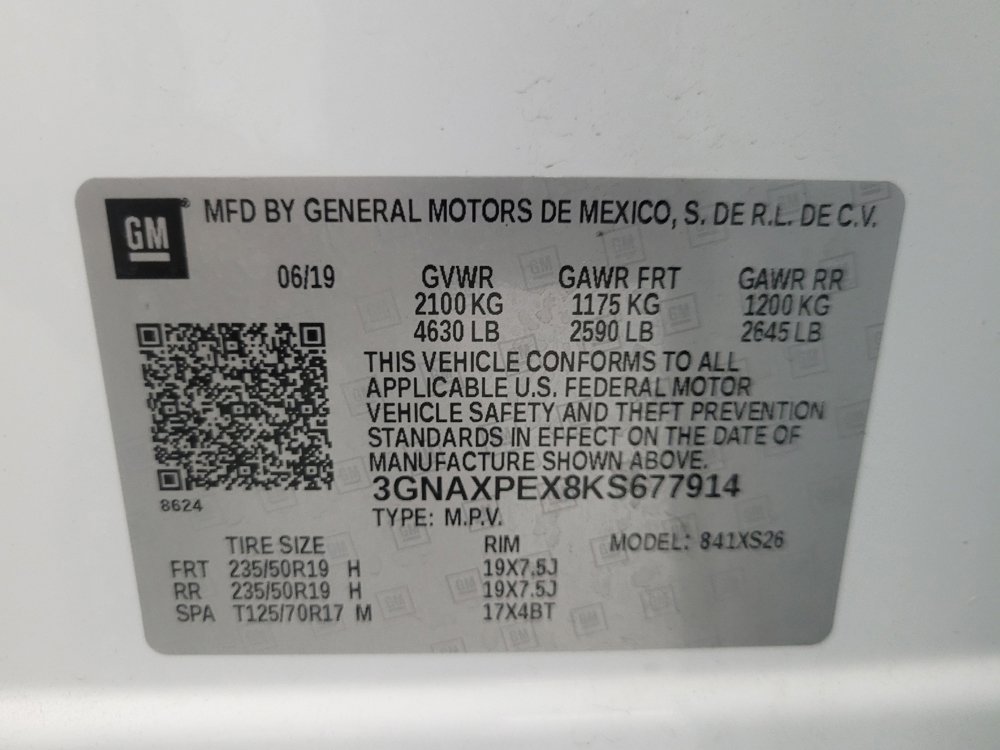 GM® MFD BY GENERAL MOTORS DE MEXICO, S. DE R.L. DE C.V.
06/19 GVWR GAWR FRT GAWR RR
2100 KG 1175 KG 1200 KG
4630 LB 2590 LB 2645 LB
THIS VEHICLE CONFORMS TO ALL
APPLICABLE U.S. FEDERAL MOTOR
VEHICLE SAFETY AND THEFT PREVENTION
STANDARDS IN EFFECT ON THE DATE OF
MANUFACTURE SHOWN ABOVE.
3GNAXPEX8KS677914
8624
TYPE: M.P.V.
TIRE SIZE RIM MODEL: 841XS26
FRT 235/50R19 H 19X7.5J
RR 235/50R19 H 19X7.5J
SPA T125/70R17 M 17X4BT